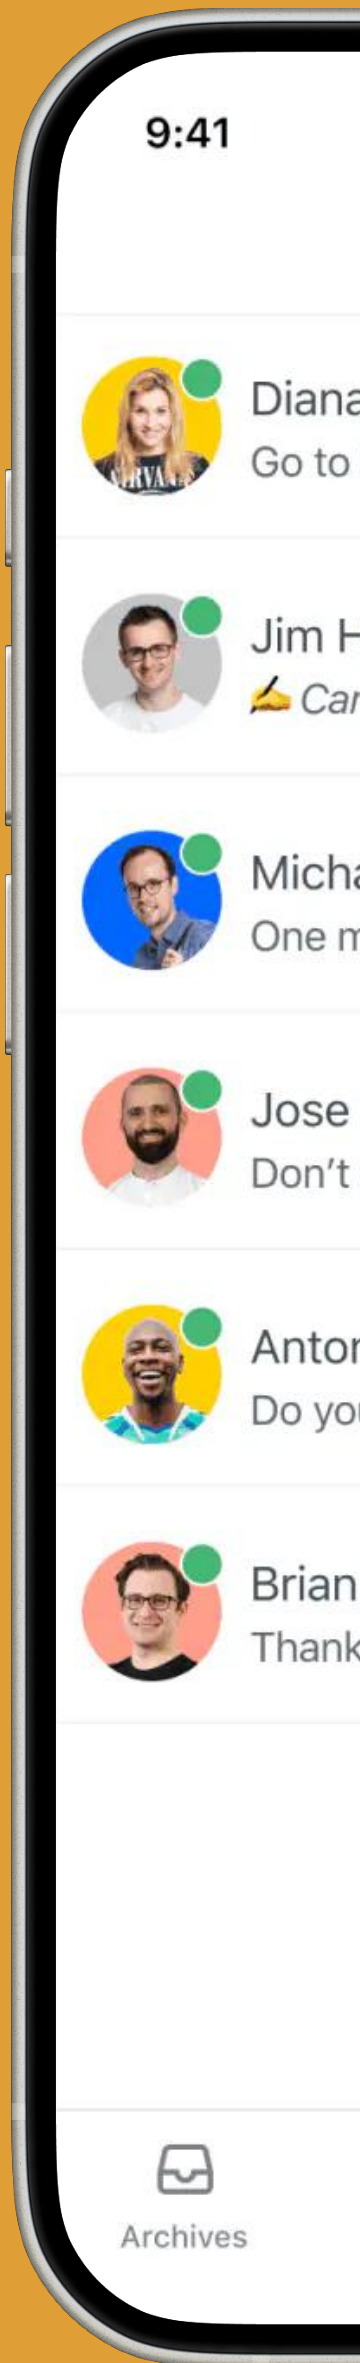 9:41
Diana
Go to
Jim H
✍️ Car
Micha
One m
Jose
Don't
Anton
Do you
Brian
Thank
Archives